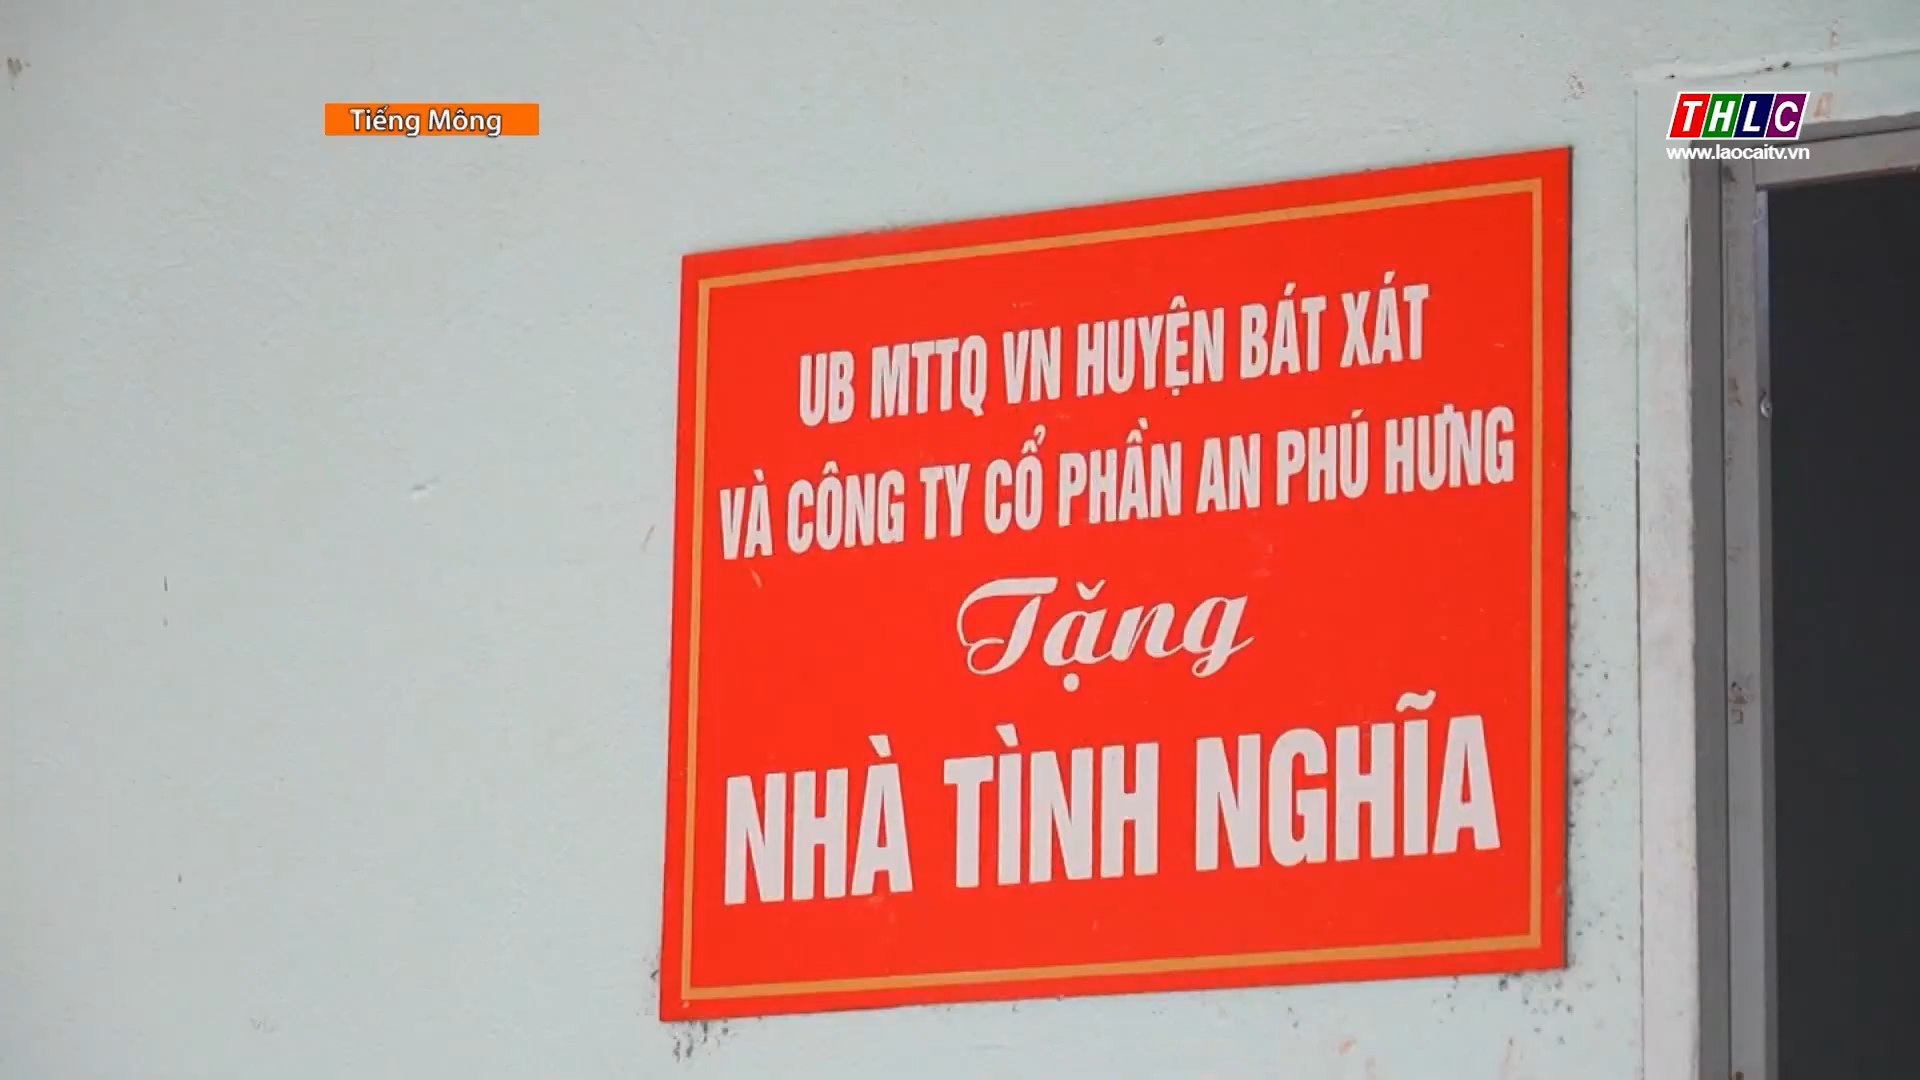 Tiếng Mông
THLC
www.laocaitv.vn
UB MTTQ VN HUYỆN BÁT XÁT
VÀ CÔNG TY CỔ PHẦN AN PHÚ HƯNG
Tặng
NHÀ TÌNH NGHĨA